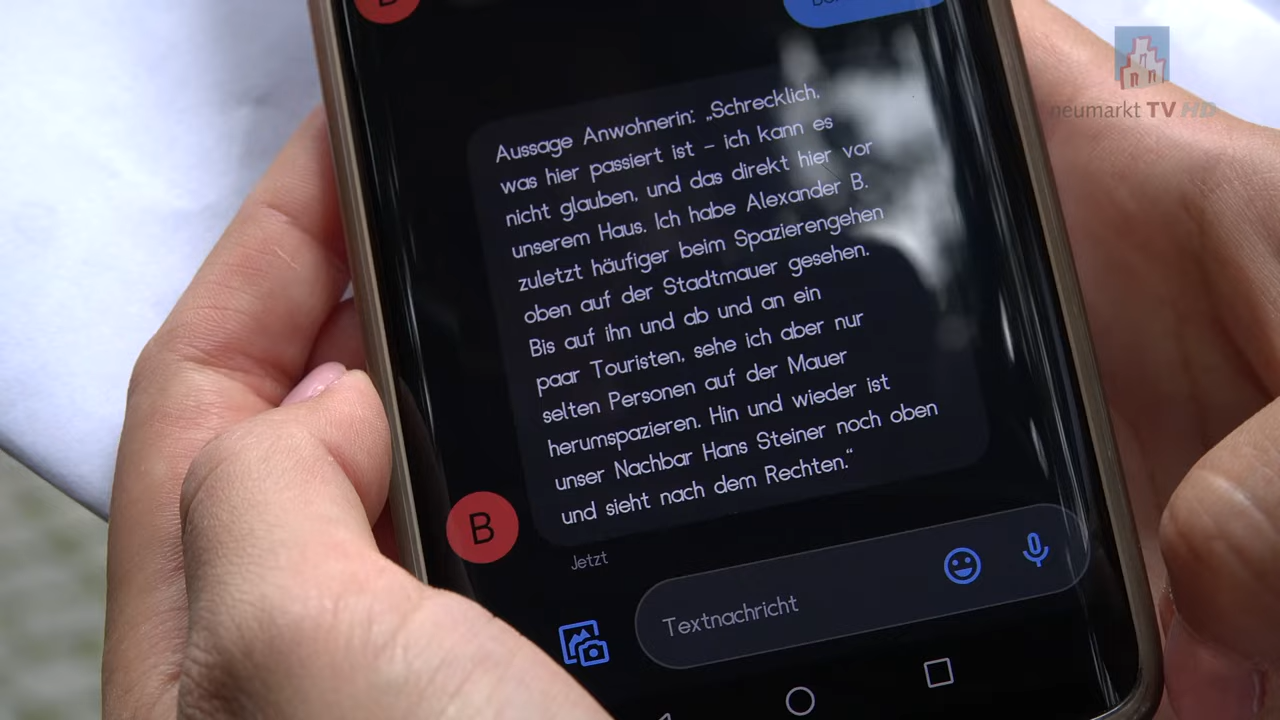 B
neumarkt TV HD
Aussage Anwohnerin: „Schrecklich,
was hier passiert ist – ich kann es
nicht glauben, und das direkt hier vor
unserem Haus. Ich habe Alexander B.
zuletzt häufiger beim Spazierengehen
oben auf der Stadtmauer gesehen.
Bis auf ihn und ab und an ein
paar Touristen, sehe ich aber nur
selten Personen auf der Mauer
herumspazieren. Hin und wieder ist
unser Nachbar Hans Steiner noch oben
und sieht nach dem Rechten.“
B
Jetzt
Textnachricht